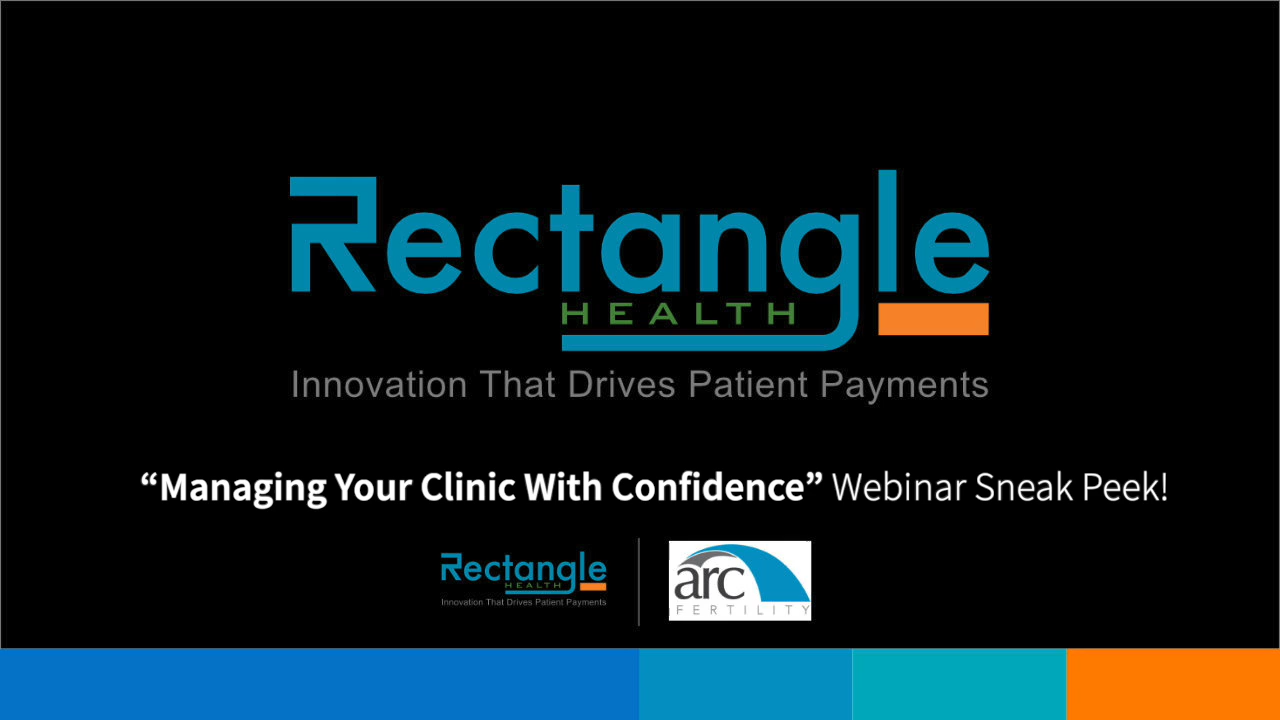 Rectangle
HEALTH
Innovation That Drives Patient Payments
“Managing Your Clinic With Confidence” Webinar Sneak Peek!
Rectangle
HEALTH
Innovation That Drives Patient Payments
arc
FERTILITY